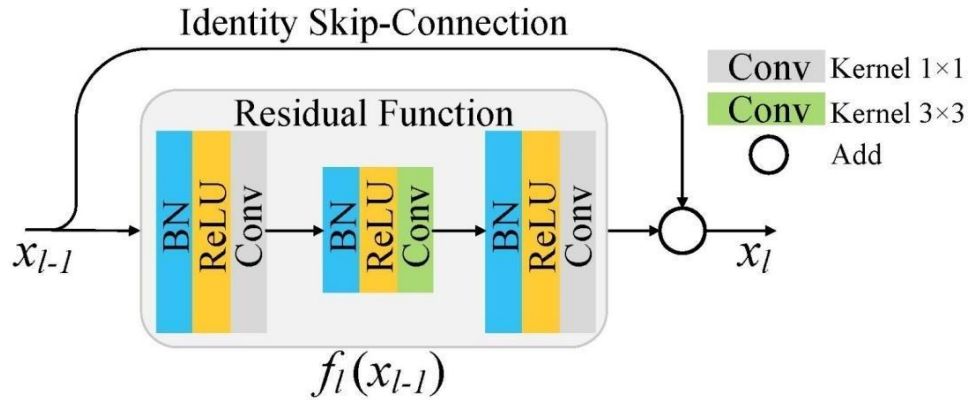 Identity Skip-Connection
Conv Kernel 1×1
Conv Kernel 3×3
Add
Residual Function
BN
ReLU
Conv
BN
ReLU
Conv
BN
ReLU
Conv
x_{l-1}
x_l
f_l(x_{l-1})